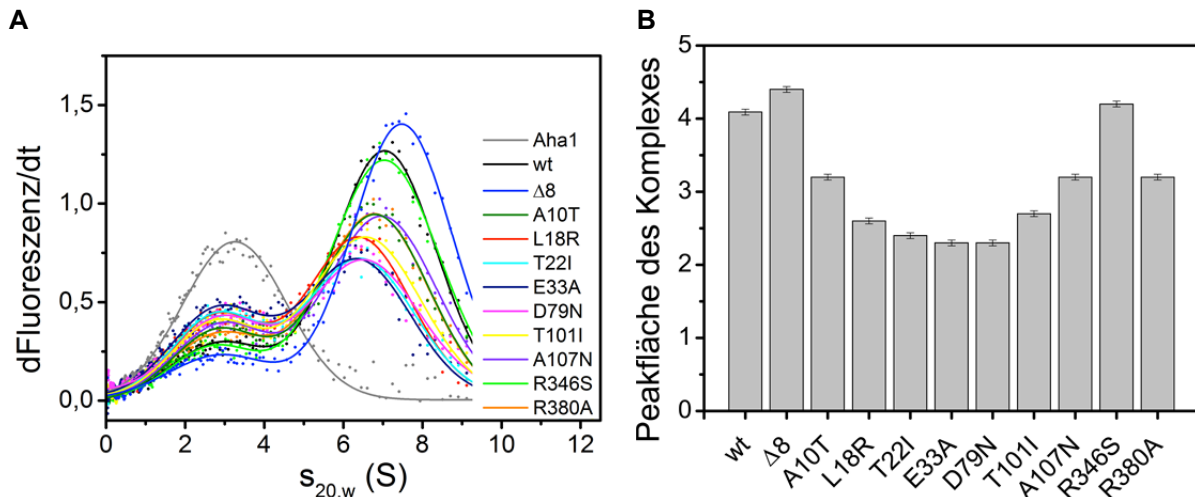 A
dFluoreszenz/dt
1,5
1,0
0,5
0,0
0 2 4 6 8 10 12
s20,w (S)
Aha1
wt
Δ8
A10T
L18R
T22I
E33A
D79N
T101I
A107N
R346S
R380A
B
Peakfläche des Komplexes
5
4
3
2
1
0
wt
Δ8
A10T
L18R
T22I
E33A
D79N
T101I
A107N
R346S
R380A